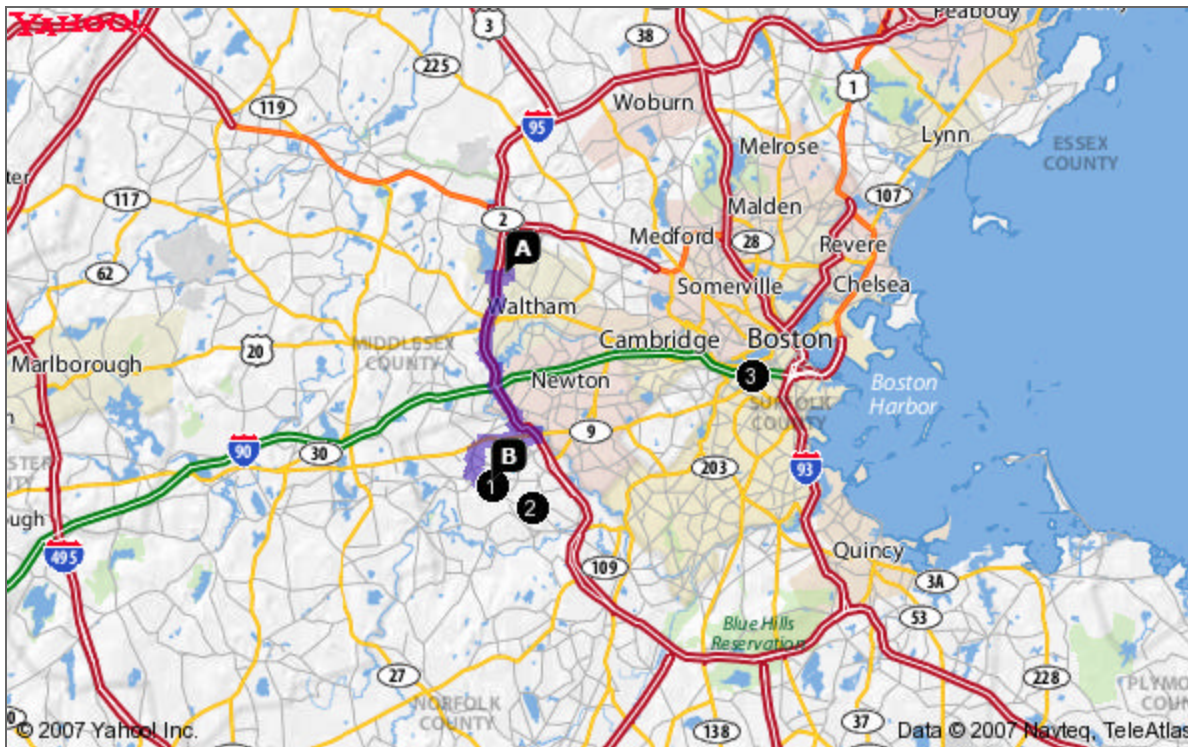 YAHOO!
3
38
Peabody
225
1
119
Woburn
95
Lynn
ESSEX
COUNTY
Melrose
ter
117
107
2
Malden
Medford
28
Revere
A
62
Somerville
Chelsea
Waltham
20
MIDDLESEX
COUNTY
Cambridge
Boston
Marlborough
3
Newton
Boston
Harbor
SUFFOLK
COUNTY
9
90
30
B
203
93
1
2
ough
495
Quincy
109
3A
53
Blue Hills
Reservation
27
228
NORFOLK
COUNTY
138
37
© 2007 Yahoo! Inc.
Data © 2007 Navteq, TeleAtlas